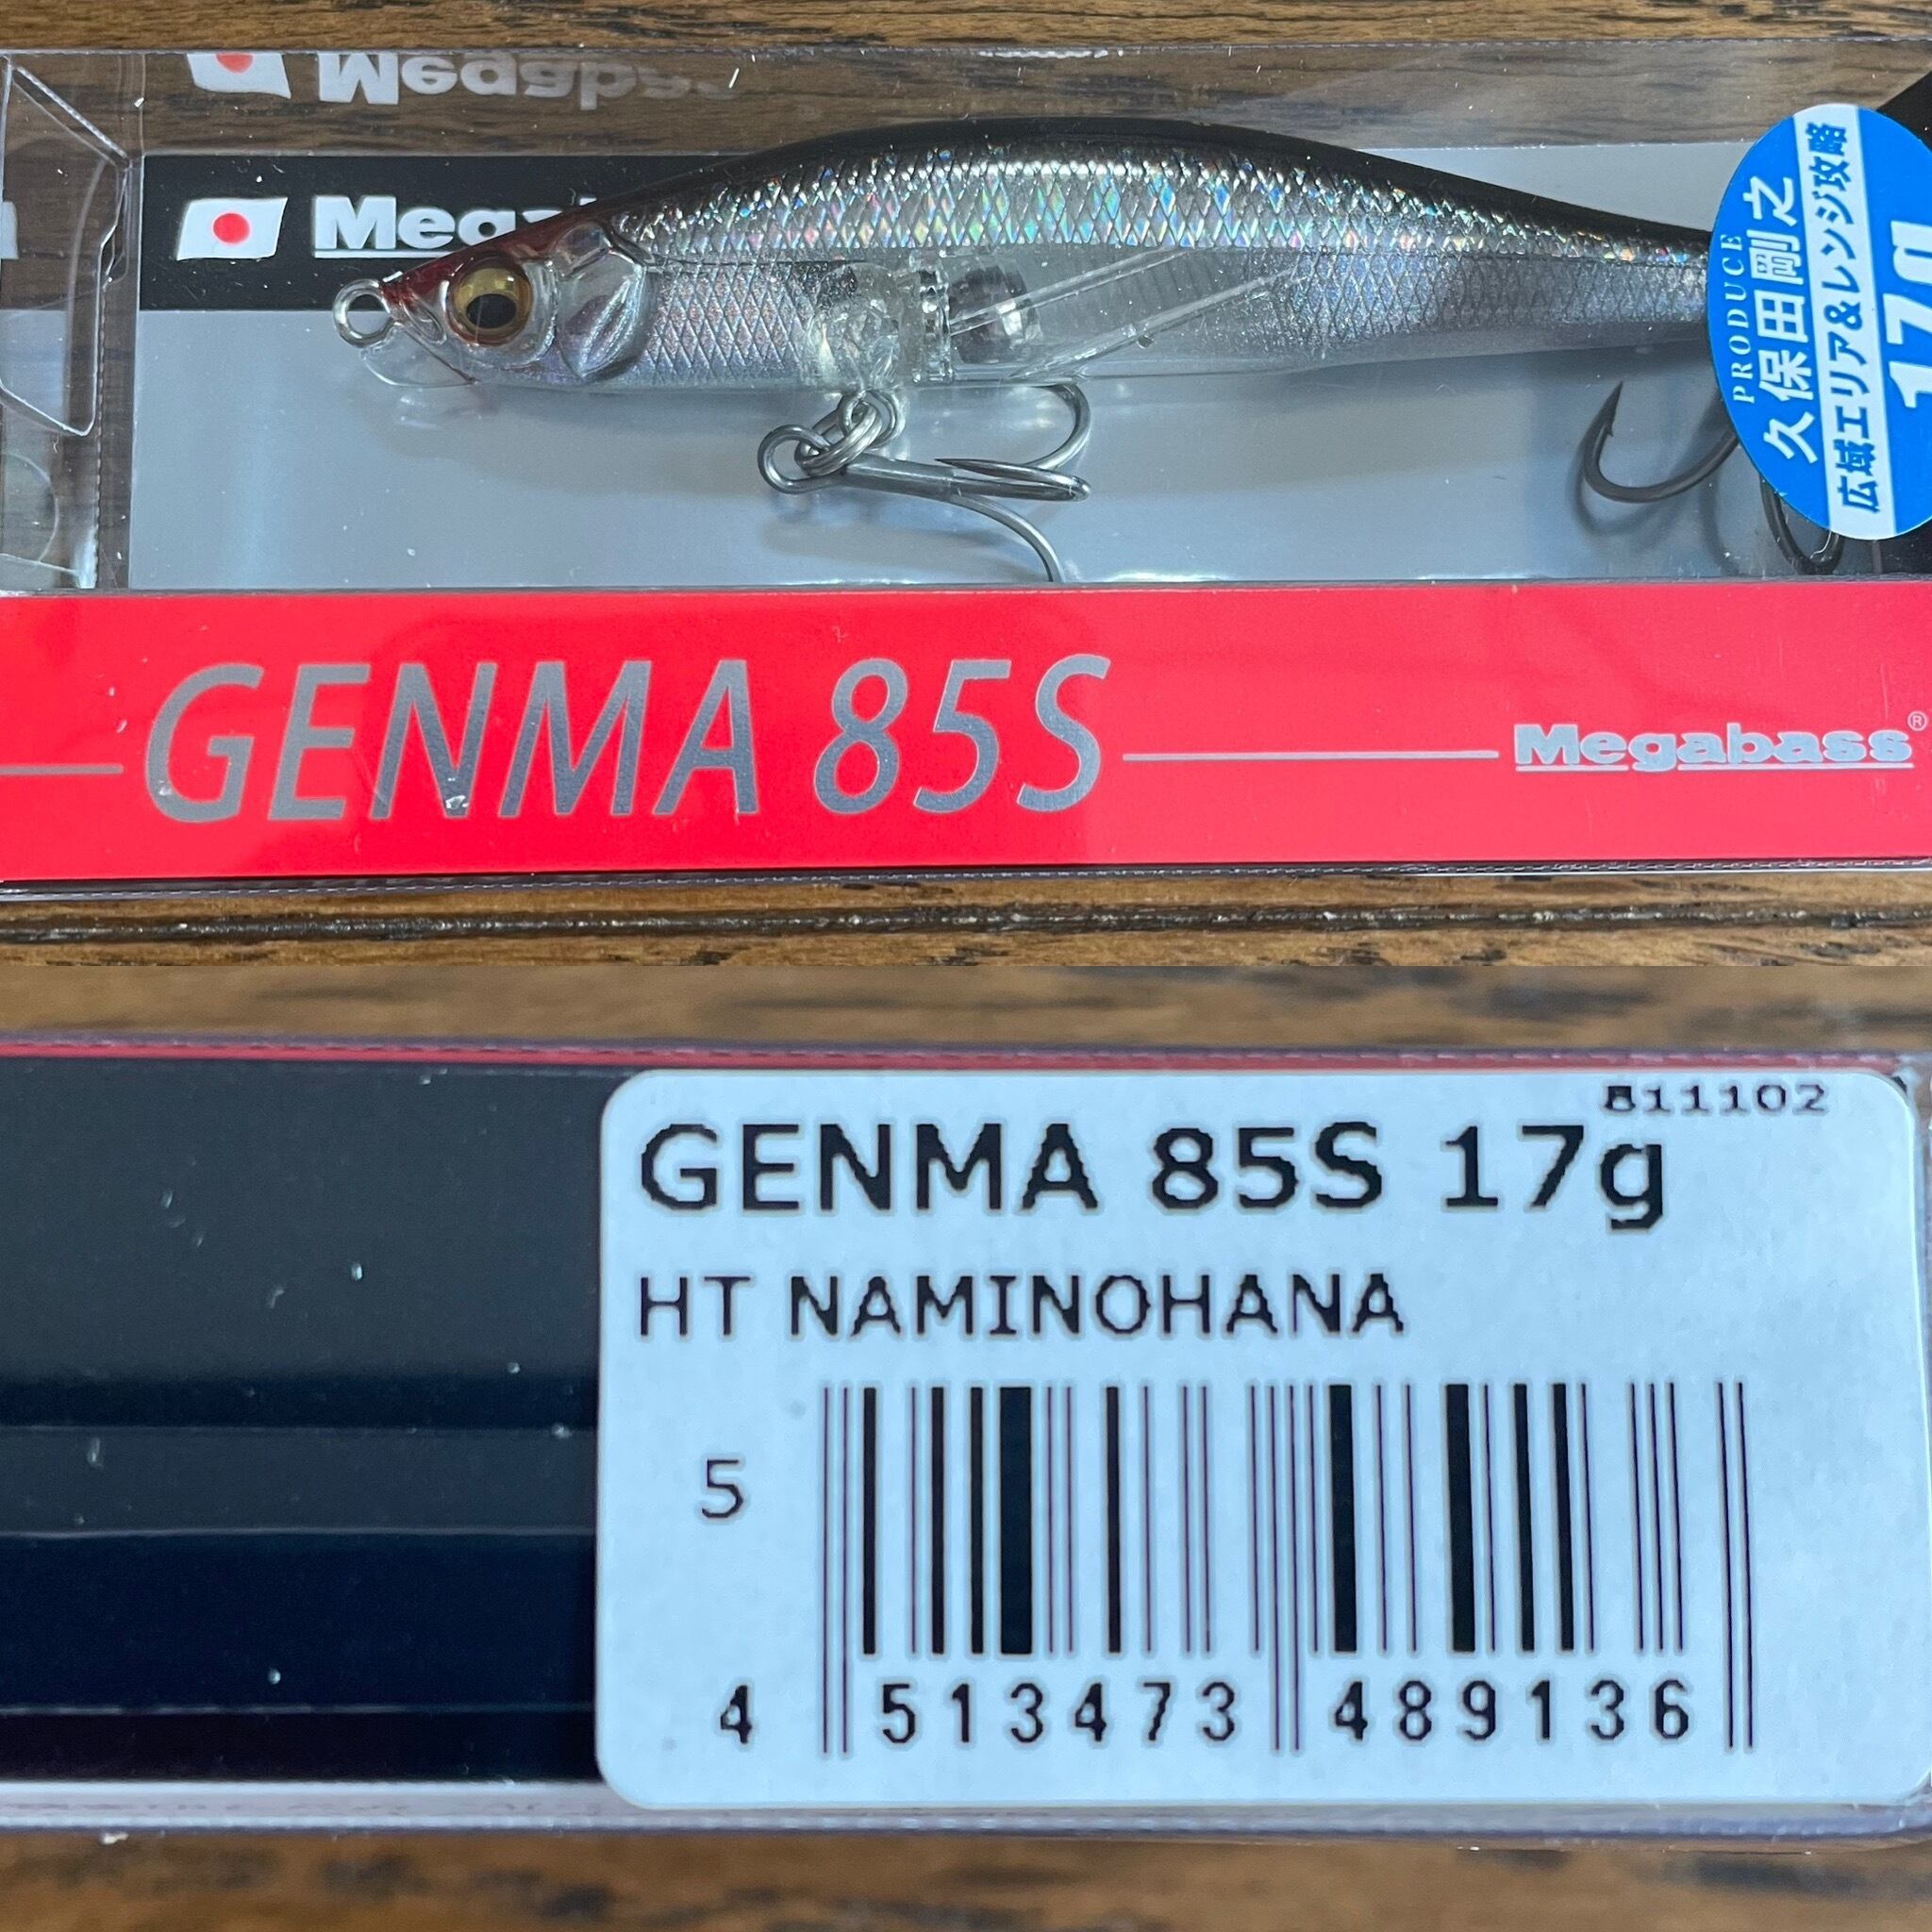 Megabass
Mega
PRODUCE
久保田剛之
広域エリア&レンジ攻略
17g
GENMA 85S
Megabass®
811102
GENMA 85S 17g
HT NAMINOHANA
5
4 513473 489136